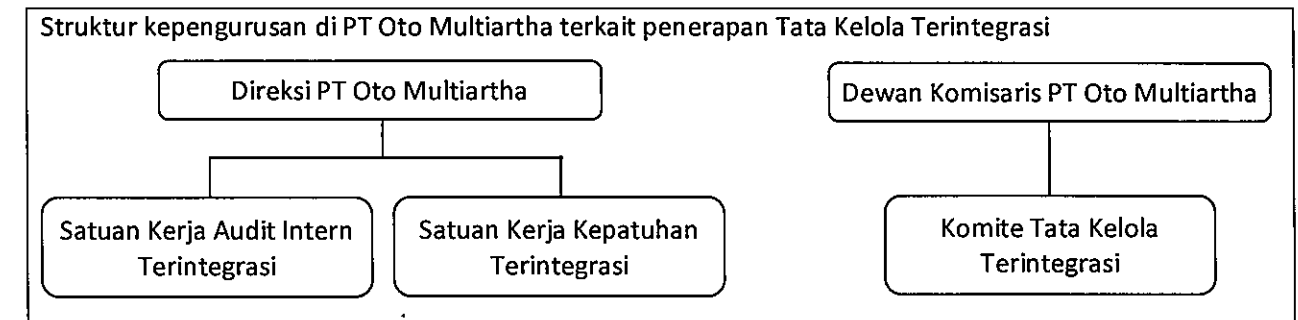 Struktur kepengurusan di PT Oto Multiartha terkait penerapan Tata Kelola Terintegrasi
Direksi PT Oto Multiartha
Dewan Komisaris PT Oto Multiartha
Satuan Kerja Audit Intern
Terintegrasi
Satuan Kerja Kepatuhan
Terintegrasi
Komite Tata Kelola
Terintegrasi